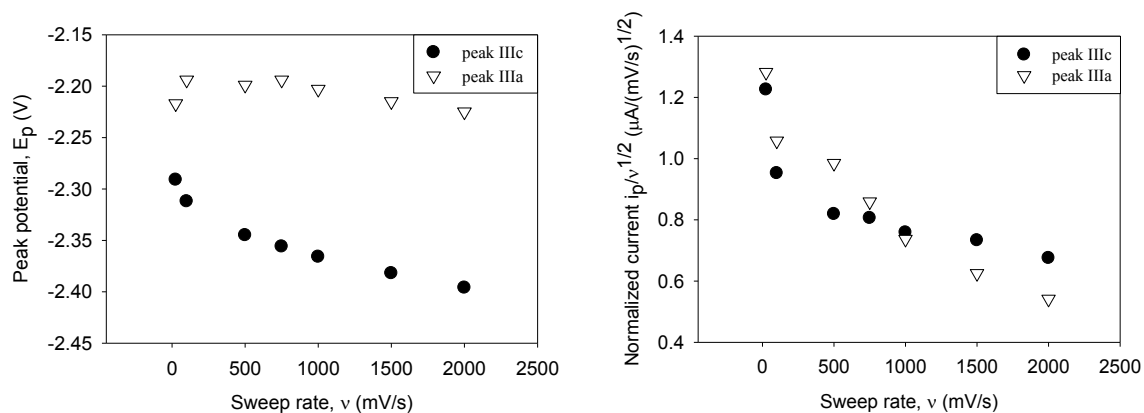 -2.15
-2.20
-2.25
-2.30
-2.35
-2.40
-2.45
Peak potential, Ep (V)
peak IIIc
peak IIIa
0 500 1000 1500 2000 2500
Sweep rate, ν (mV/s)
1.4
1.2
1.0
0.8
0.6
0.4
Normalized current ip/ν1/2 (μA/(mV/s)1/2)
peak IIIc
peak IIIa
0 500 1000 1500 2000 2500
Sweep rate, ν (mV/s)